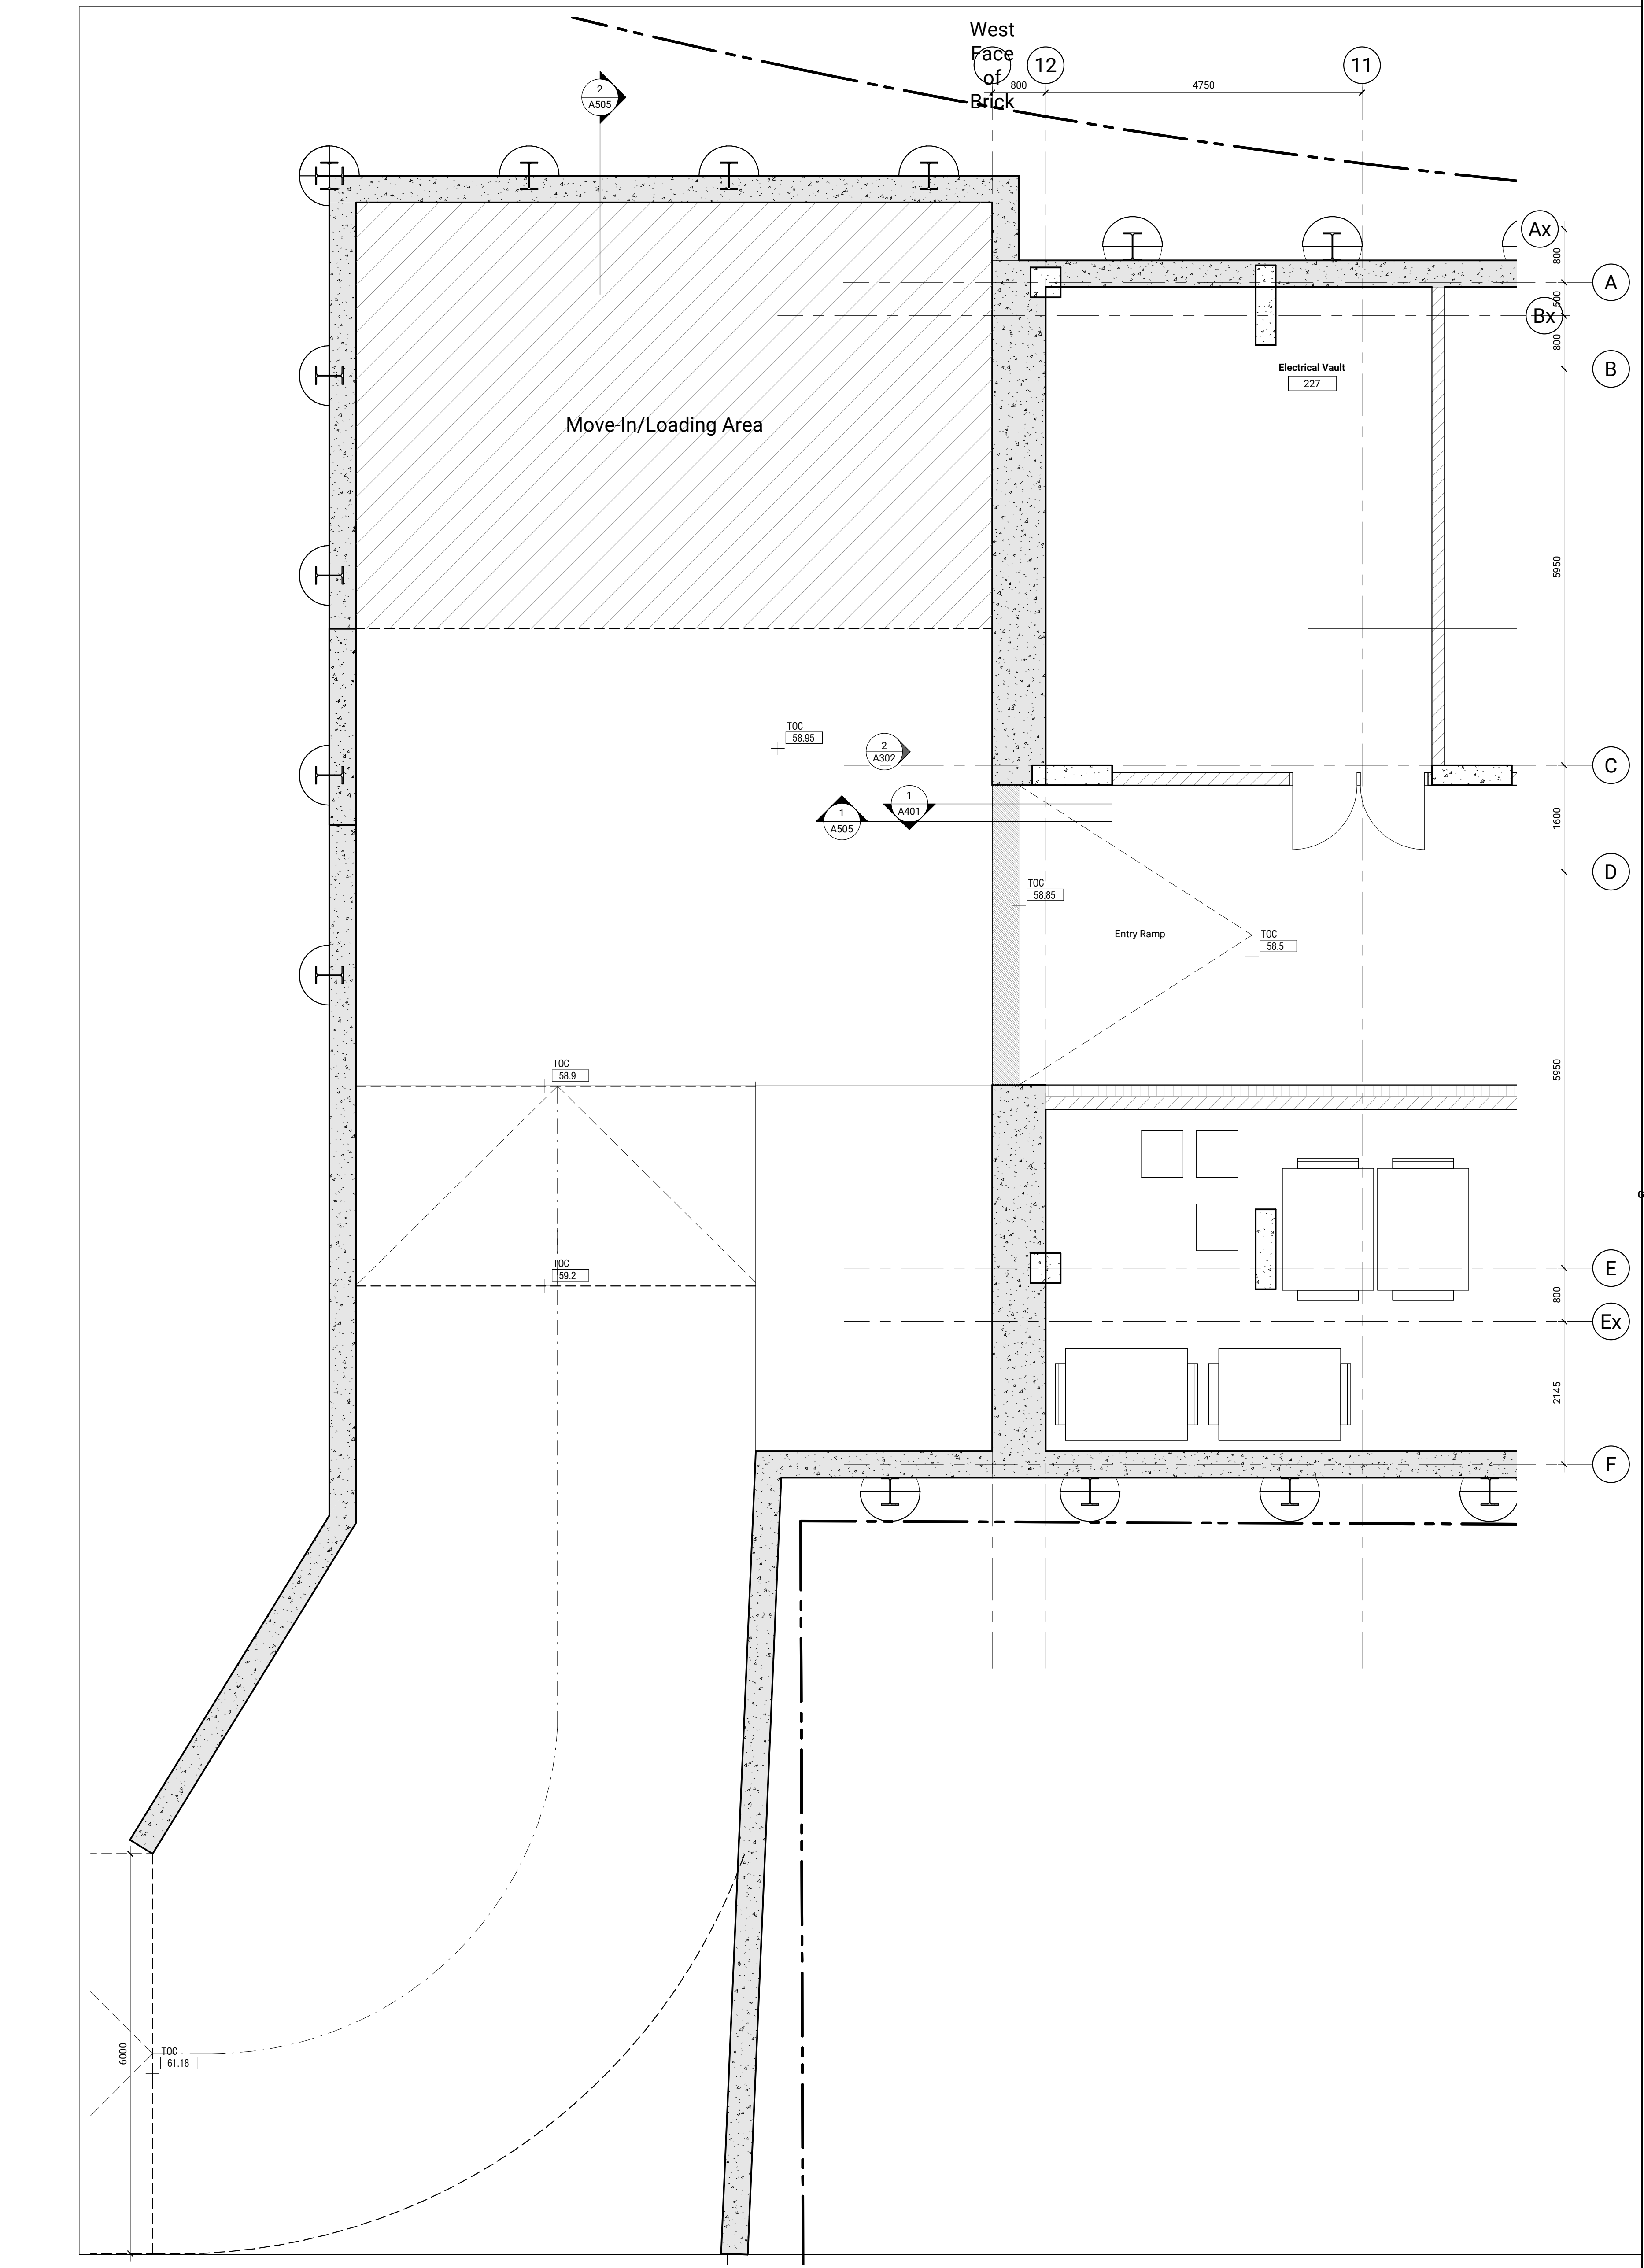 West
Face
of
Brick
12
11
800
4750
2
A505
Ax
800
A
500
Bx
800
B
Electrical Vault
227
Move-In/Loading Area
5950
TOC
58.95
2
A302
C
1
A401
1
A505
1600
D
TOC
58.85
Entry Ramp
TOC
58.5
TOC
58.9
5950
G
TOC
59.2
E
800
Ex
2145
F
6000
TOC
61.18